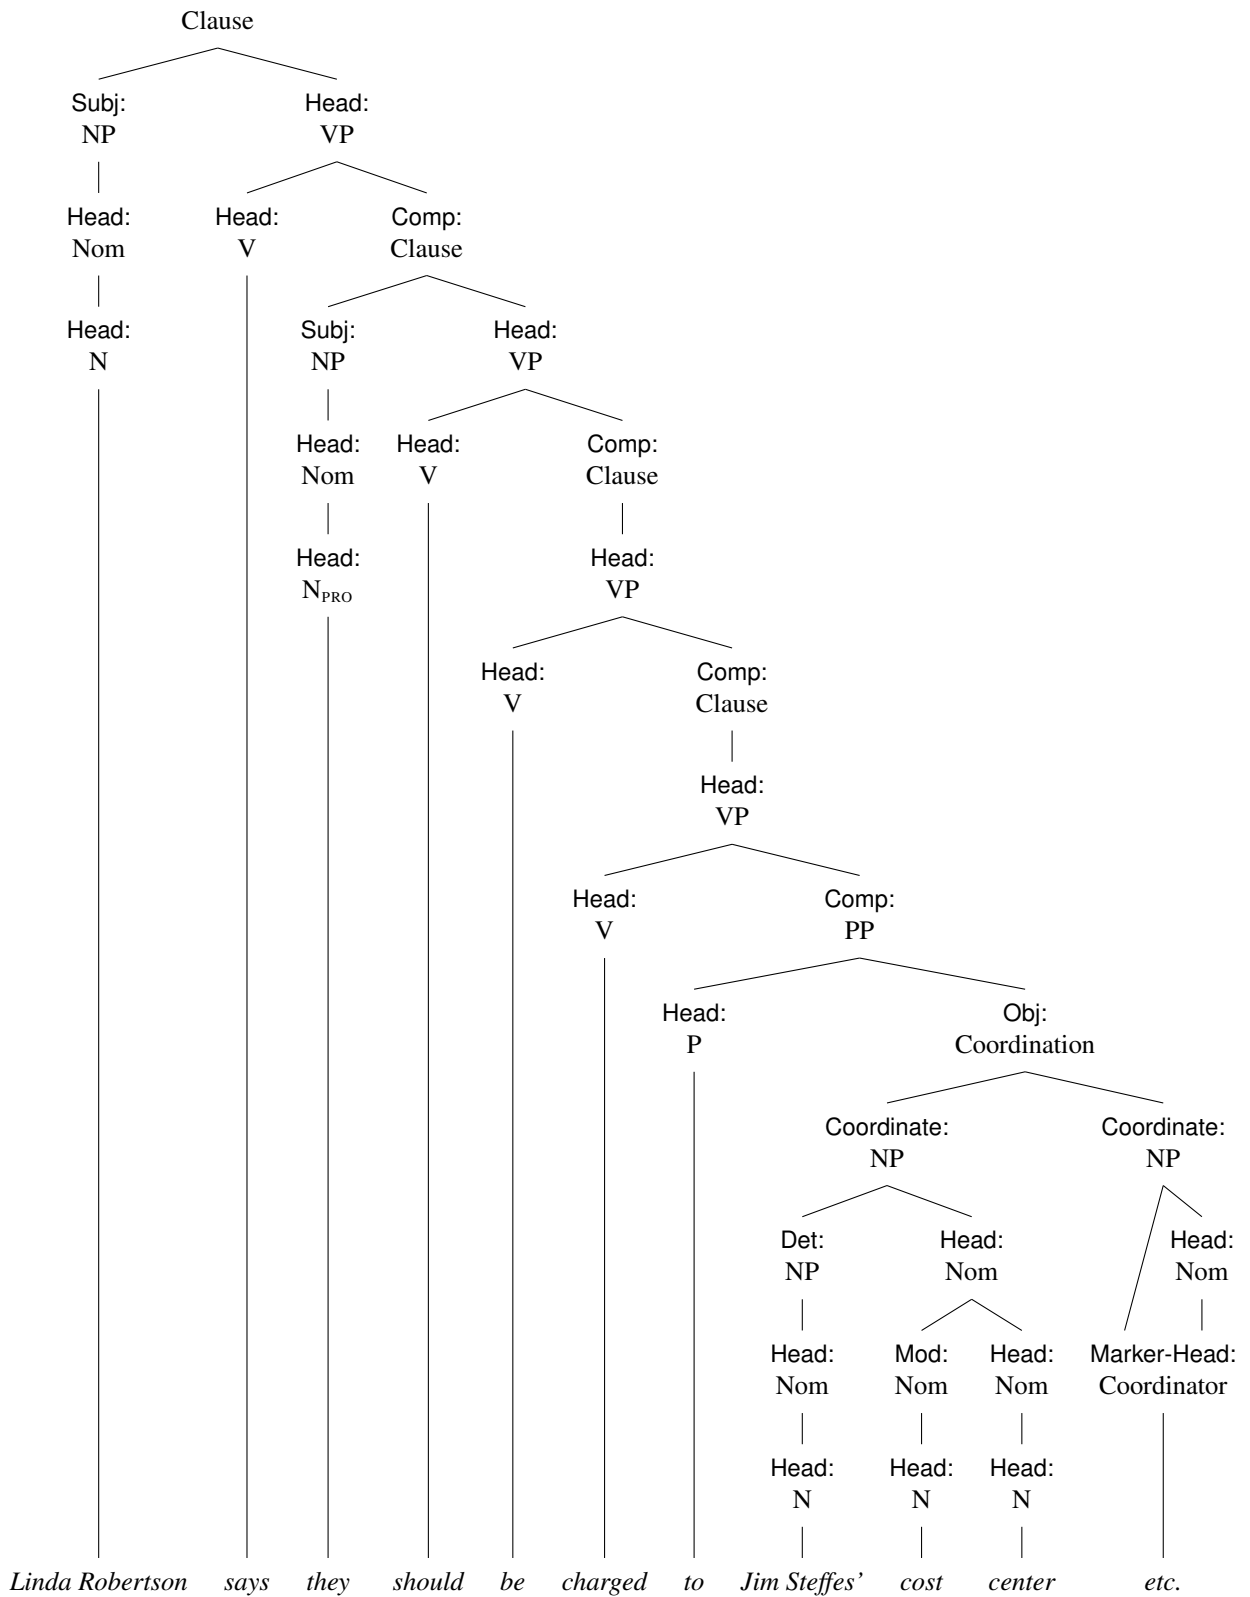 Clause
Subj: Head:
NP VP
Head: Head: Comp:
Nom V Clause
Head: Subj: Head:
N NP VP
Head: Head: Comp:
Nom V Clause
Head: Head:
N_PRO VP
Head: Comp:
V Clause
Head:
VP
Head: Comp:
V PP
Head: Obj:
P Coordination
Coordinate: Coordinate:
NP NP
Det: Head: Head:
NP Nom Nom
Head: Mod: Head: Marker-Head:
Nom Nom Nom Coordinator
Head: Head: Head:
N N N
Linda Robertson says they should be charged to Jim Steffes’ cost center etc.